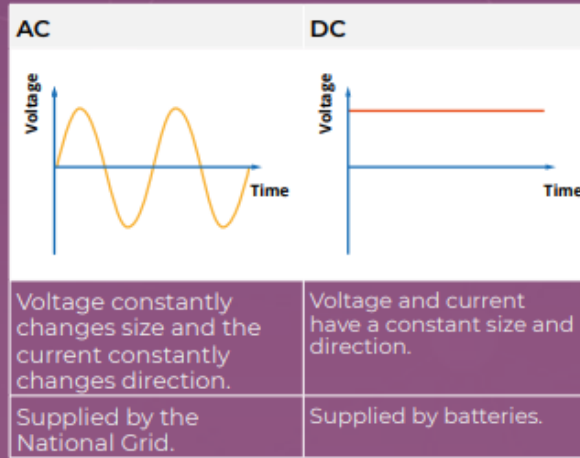 AC
DC
Voltage
Time
Voltage
Time
Voltage constantly
changes size and the
current constantly
changes direction.
Voltage and current
have a constant size and
direction.
Supplied by the
National Grid.
Supplied by batteries.